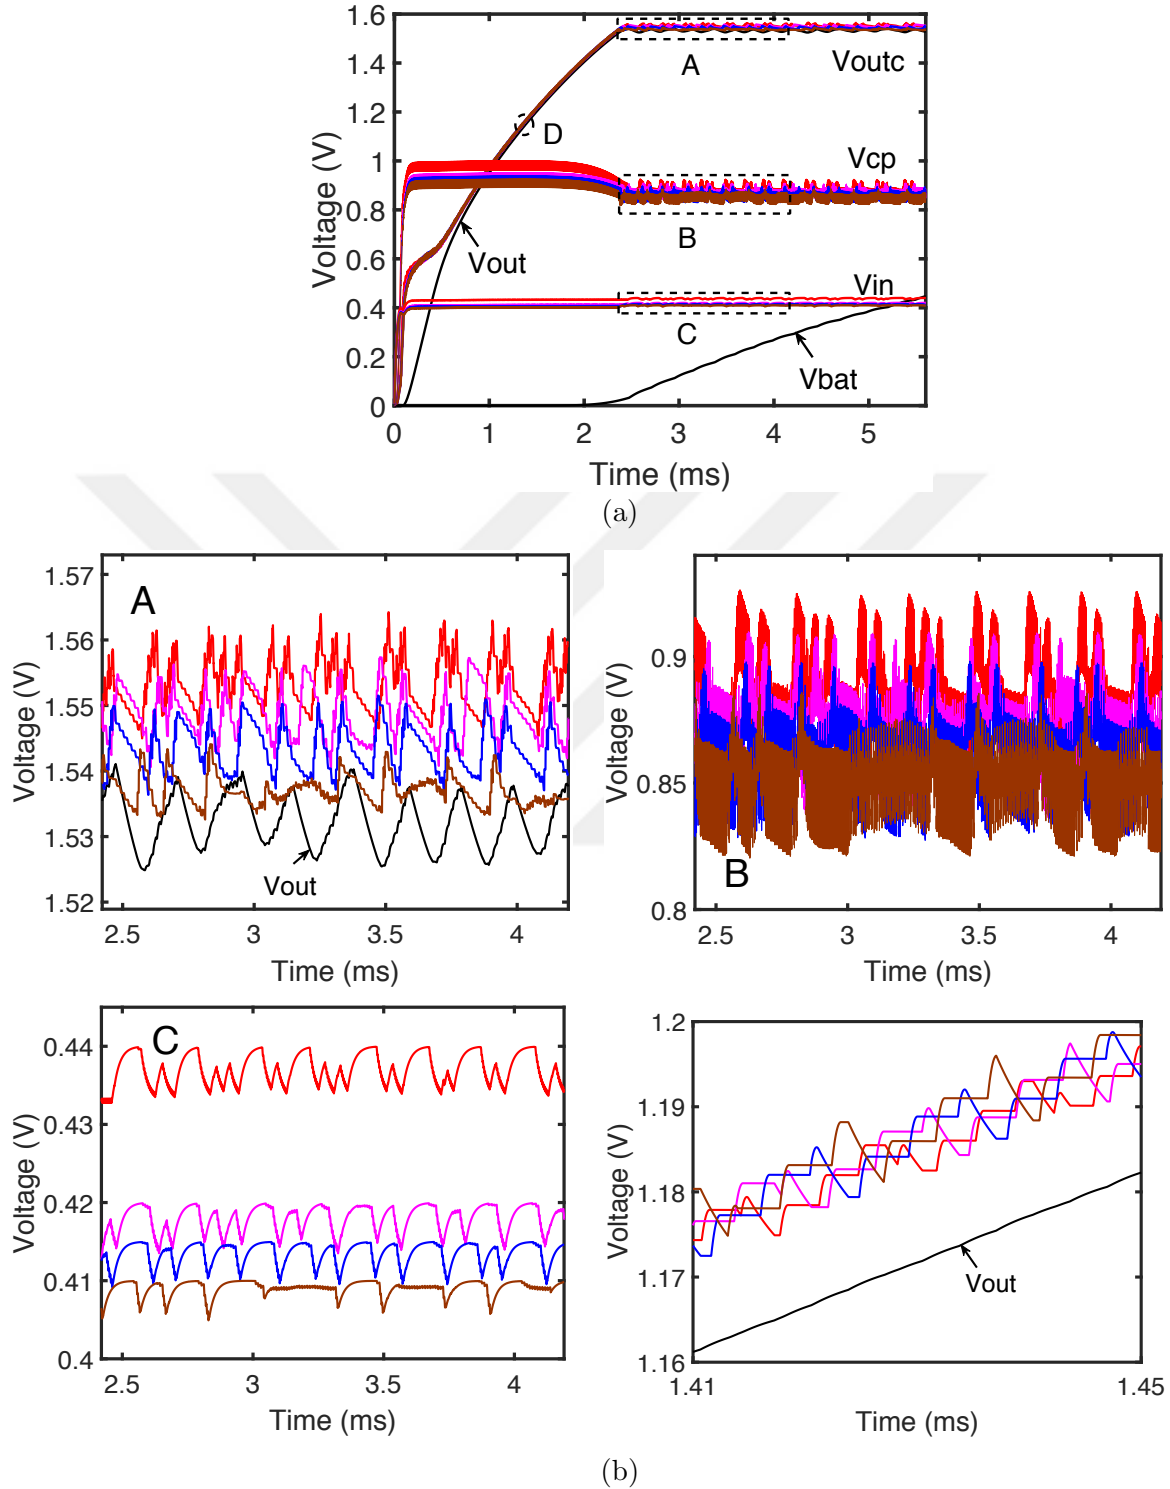 1.6
1.4
1.2
1
0.8
0.6
0.4
0.2
0
Voltage (V)
Voutc
A
D
Vcp
B
Vout
Vin
C
Vbat
0 1 2 3 4 5
Time (ms)
(a)
1.57
1.56
1.55
1.54
1.53
1.52
Voltage (V)
A
Vout
2.5 3 3.5 4
Time (ms)
0.9
0.85
0.8
Voltage (V)
B
2.5 3 3.5 4
Time (ms)
0.44
0.43
0.42
0.41
0.4
Voltage (V)
C
2.5 3 3.5 4
Time (ms)
1.2
1.19
1.18
1.17
1.16
Voltage (V)
Vout
1.41 1.45
Time (ms)
(b)